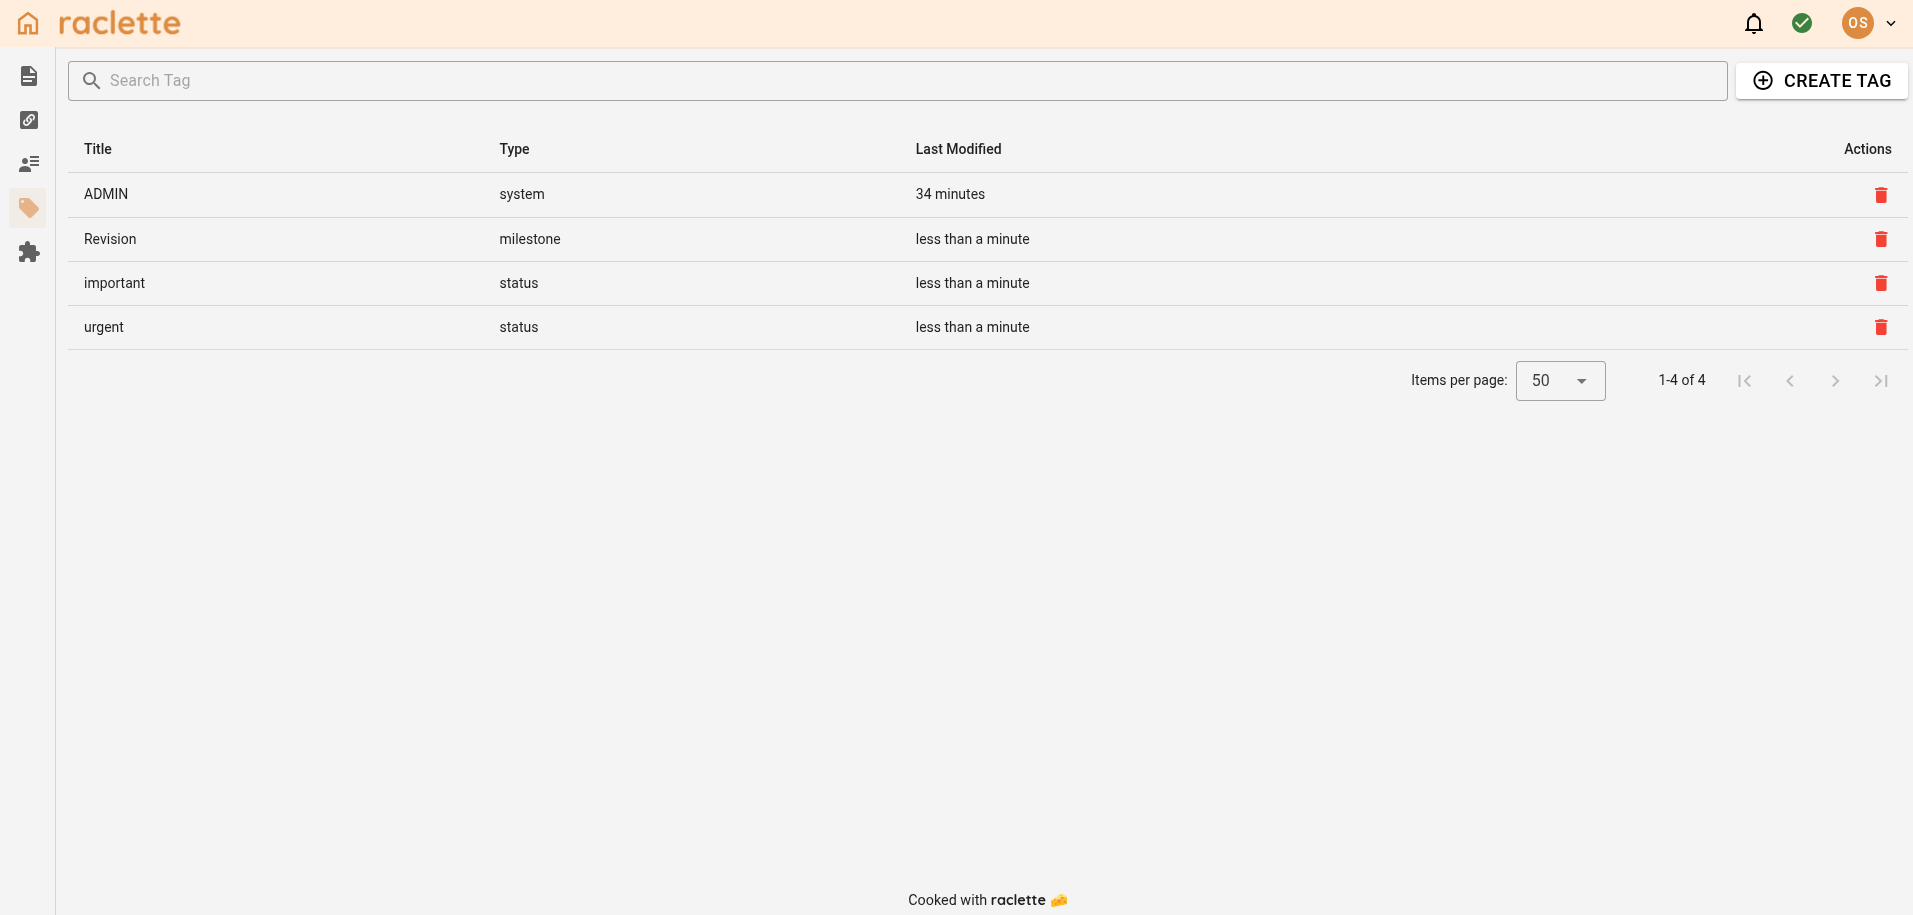 raclette
OS
Search Tag
CREATE TAG
Title Type Last Modified Actions
ADMIN system 34 minutes
Revision milestone less than a minute
important status less than a minute
urgent status less than a minute
Items per page: 50 1-4 of 4
Cooked with raclette